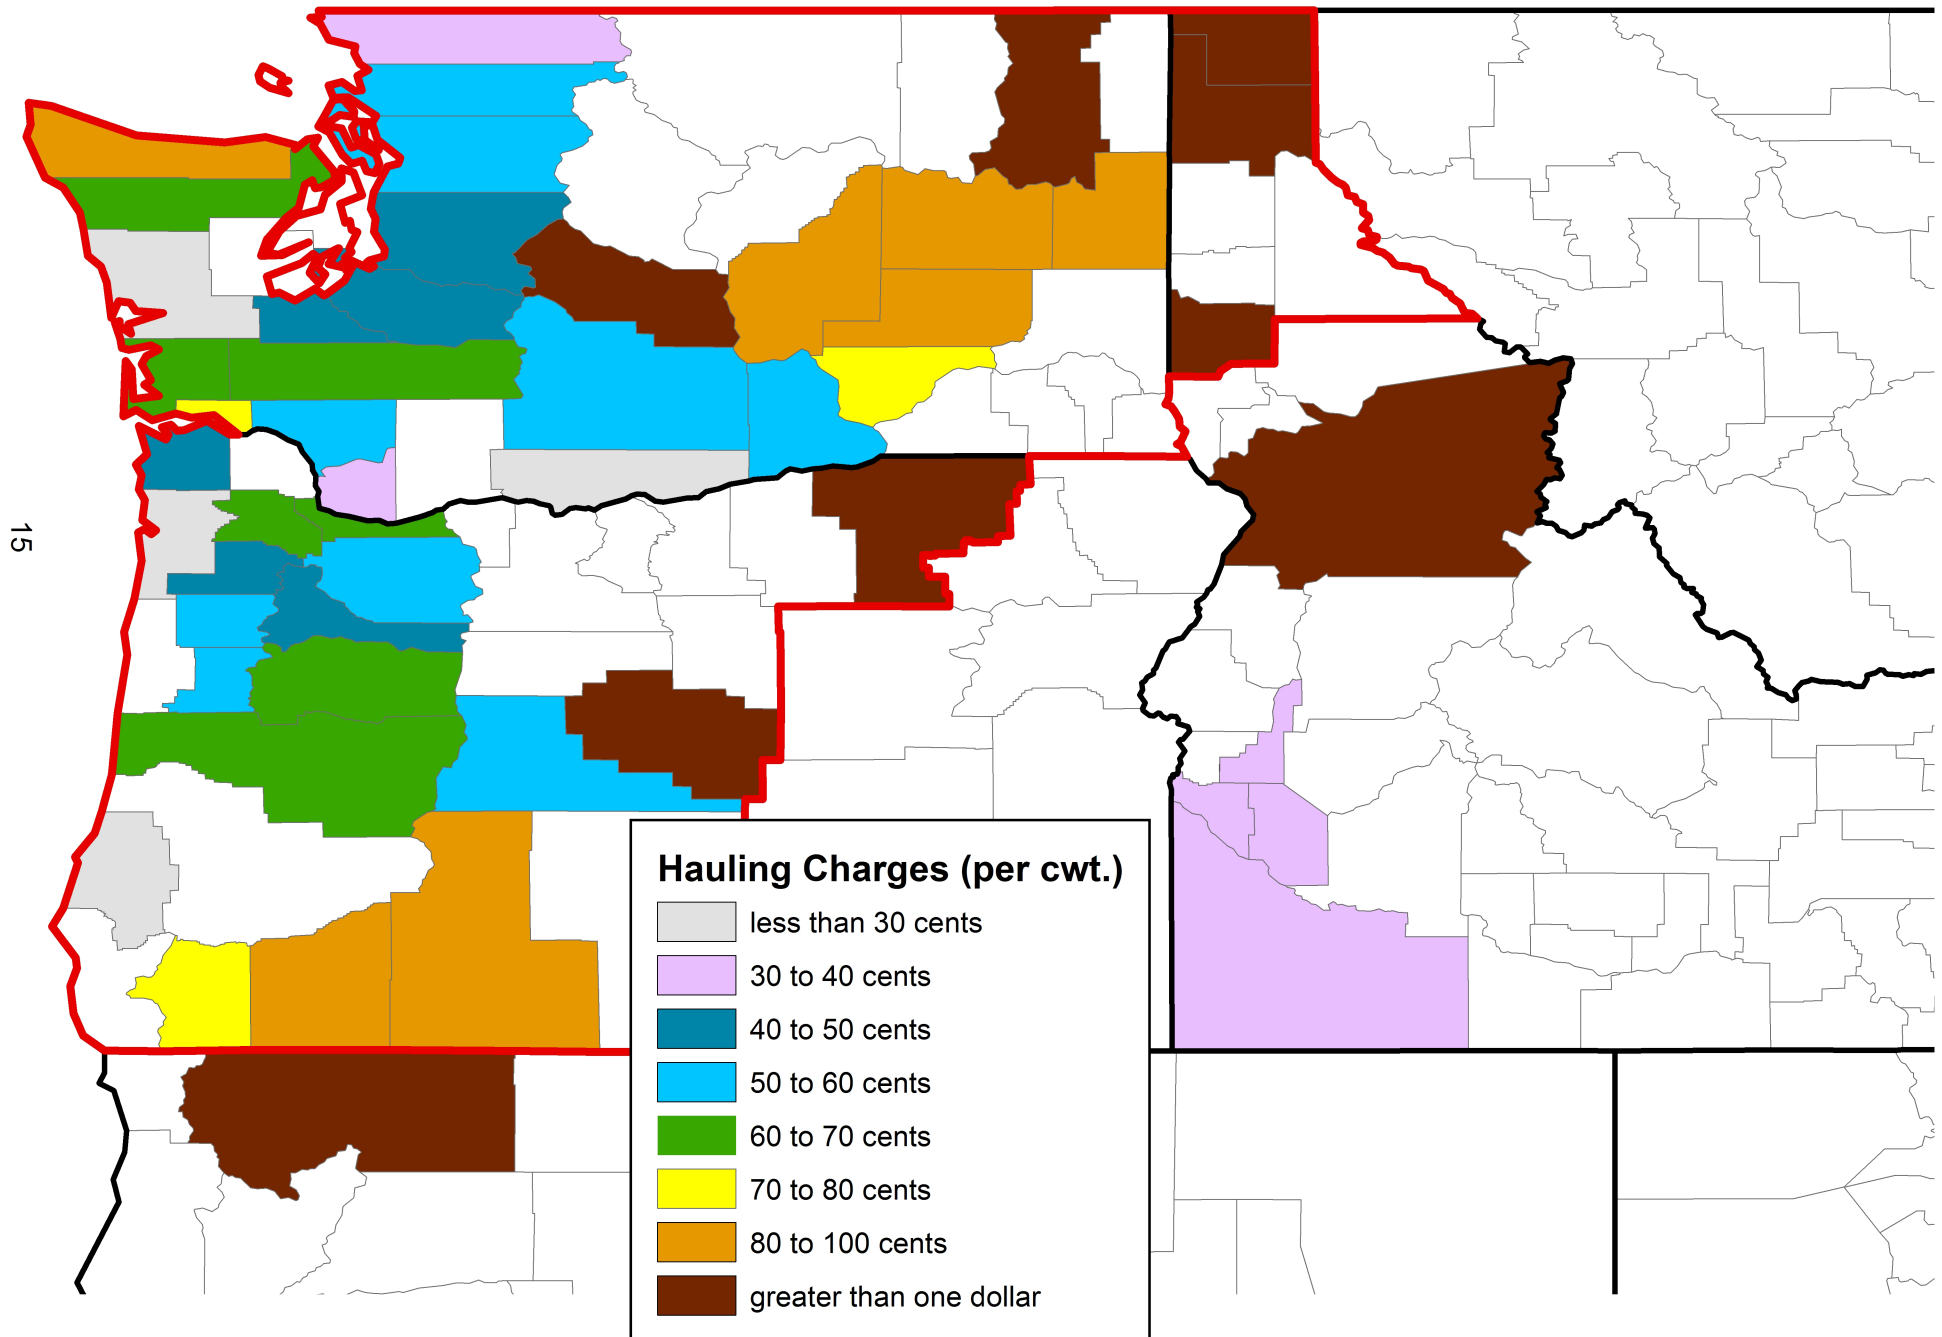 15
Hauling Charges (per cwt.)
less than 30 cents
30 to 40 cents
40 to 50 cents
50 to 60 cents
60 to 70 cents
70 to 80 cents
80 to 100 cents
greater than one dollar